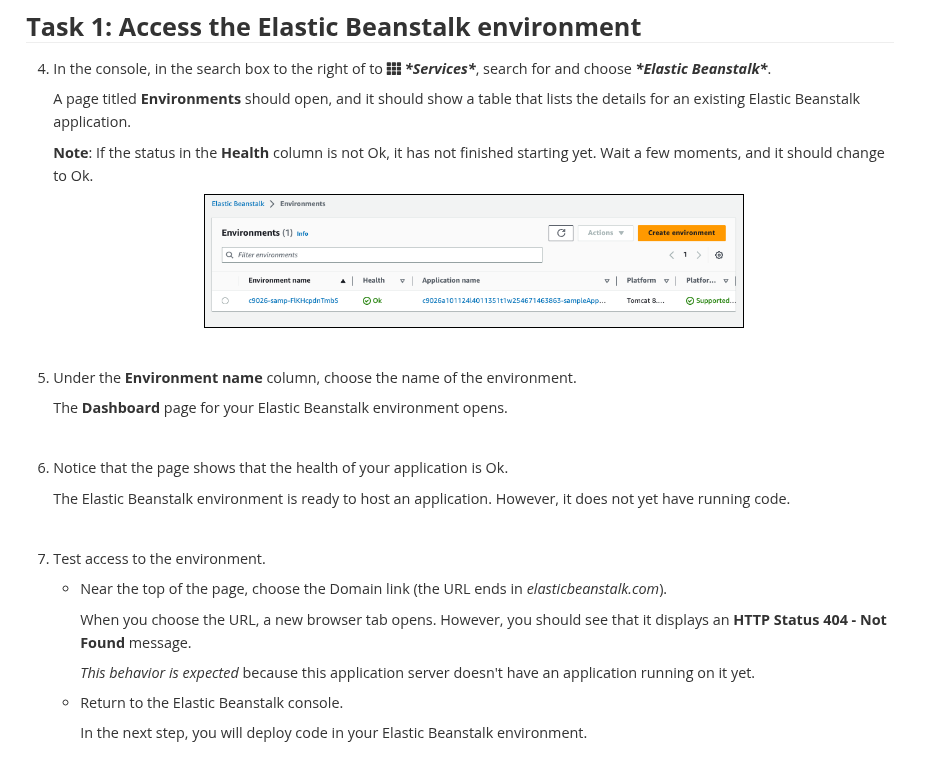 Task 1: Access the Elastic Beanstalk environment
4. In the console, in the search box to the right of to *Services*, search for and choose *Elastic Beanstalk*.
A page titled Environments should open, and it should show a table that lists the details for an existing Elastic Beanstalk
application.
Note: If the status in the Health column is not Ok, it has not finished starting yet. Wait a few moments, and it should change
to Ok.
Elastic Beanstalk > Environments
Environments (1) Info
Actions
Create environment
Filter environments
1
Environment name Health Application name Platform Platfor...
c9026-samp-FlKHcpdnTmb5 Ok c9026a101124l4011351t1w254671463863-sampleApp... Tomcat 8.... Supported...
5. Under the Environment name column, choose the name of the environment.
The Dashboard page for your Elastic Beanstalk environment opens.
6. Notice that the page shows that the health of your application is Ok.
The Elastic Beanstalk environment is ready to host an application. However, it does not yet have running code.
7. Test access to the environment.
Near the top of the page, choose the Domain link (the URL ends in elasticbeanstalk.com).
When you choose the URL, a new browser tab opens. However, you should see that it displays an HTTP Status 404 - Not
Found message.
This behavior is expected because this application server doesn't have an application running on it yet.
Return to the Elastic Beanstalk console.
In the next step, you will deploy code in your Elastic Beanstalk environment.